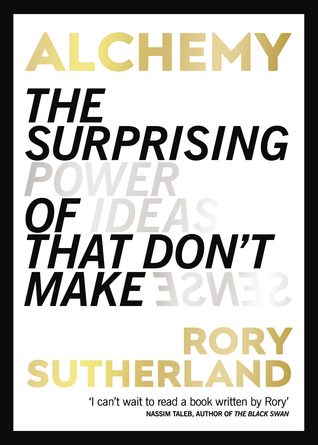 ALCHEMY
THE
SURPRISING
POWER
OF IDEAS
THAT DON'T
MAKE SENSE
RORY
SUTHERLAND
‘I can’t wait to read a book written by Rory’
NASSIM TALEB, AUTHOR OF THE BLACK SWAN